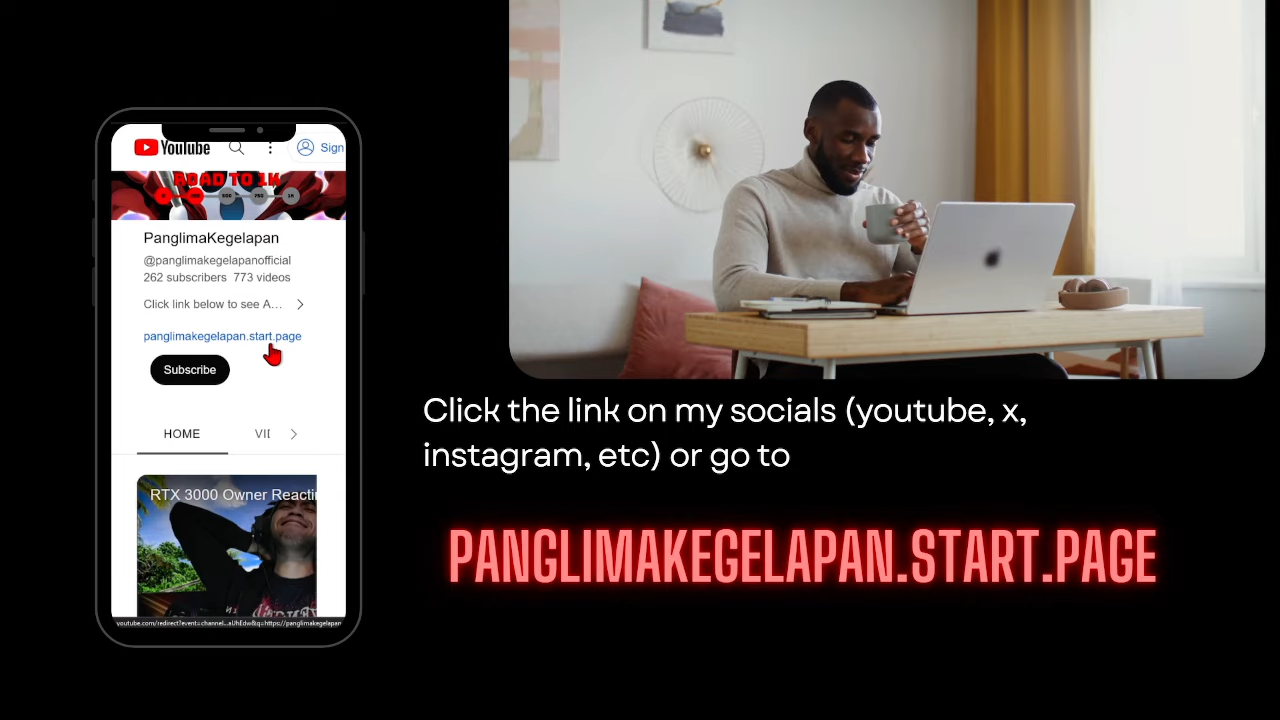 YouTube
Sign
ROAD TO 1K
PanglimaKegelapan
@panglimakegelapanofficial
262 subscribers 773 videos
Click link below to see A...
panglimakegelapan.start.page
Subscribe
HOME
RTX 3000 Owner Reactin
Click the link on my socials (youtube, x,
instagram, etc) or go to
PANGLIMAKEGELAPAN.START.PAGE